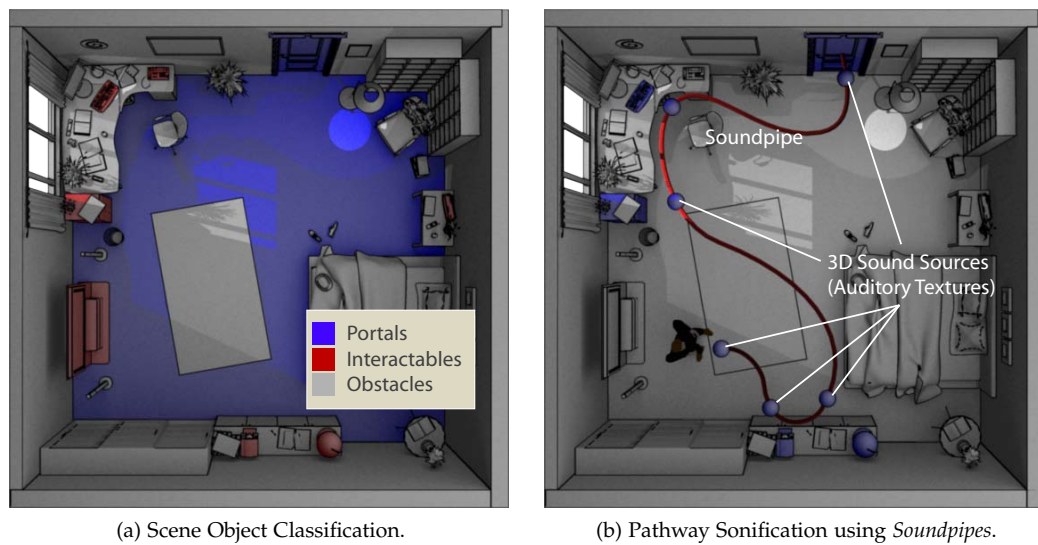 Portals
Interactables
Obstacles
Soundpipe
3D Sound Sources
(Auditory Textures)
(a) Scene Object Classification.
(b) Pathway Sonification using Soundpipes.